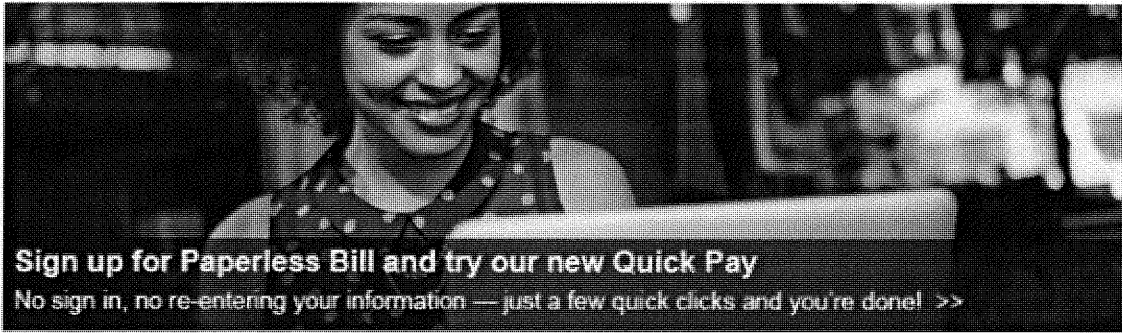 Sign up for Paperless Bill and try our new Quick Pay
No sign in, no re-entering your information — just a few quick clicks and you're done! >>